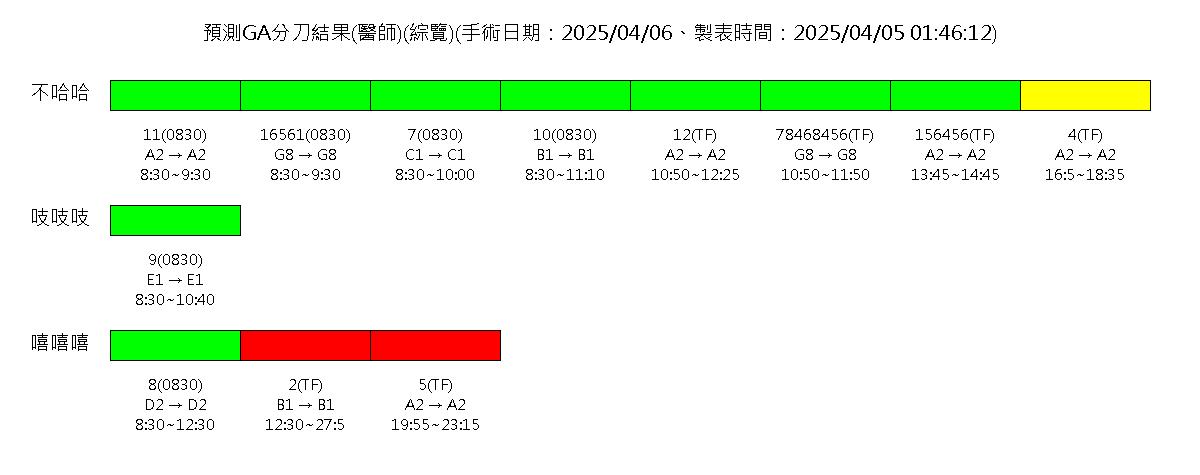 預測GA分刀結果(醫師)(綜覽)(手術日期：2025/04/06、製表時間：2025/04/05 01:46:12)
不哈哈
11(0830) 16561(0830) 7(0830) 10(0830) 12(TF) 78468456(TF) 156456(TF) 4(TF)
A2 → A2 G8 → G8 C1 → C1 B1 → B1 A2 → A2 G8 → G8 A2 → A2 A2 → A2
8:30~9:30 8:30~9:30 8:30~10:00 8:30~11:10 10:50~12:25 10:50~11:50 13:45~14:45 16:5~18:35
吱吱吱
9(0830)
E1 → E1
8:30~10:40
嘻嘻嘻
8(0830) 2(TF) 5(TF)
D2 → D2 B1 → B1 A2 → A2
8:30~12:30 12:30~27:5 19:55~23:15